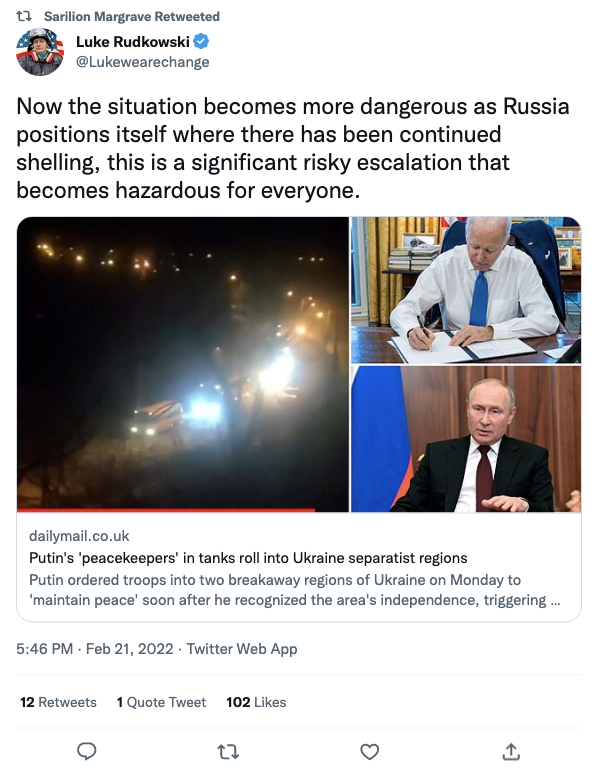 Sarilion Margrave Retweeted
Luke Rudkowski
@Lukewearechange
Now the situation becomes more dangerous as Russia
positions itself where there has been continued
shelling, this is a significant risky escalation that
becomes hazardous for everyone.
dailymail.co.uk
Putin's 'peacekeepers' in tanks roll into Ukraine separatist regions
Putin ordered troops into two breakaway regions of Ukraine on Monday to
'maintain peace' soon after he recognized the area's independence, triggering ...
5:46 PM · Feb 21, 2022 · Twitter Web App
12 Retweets 1 Quote Tweet 102 Likes